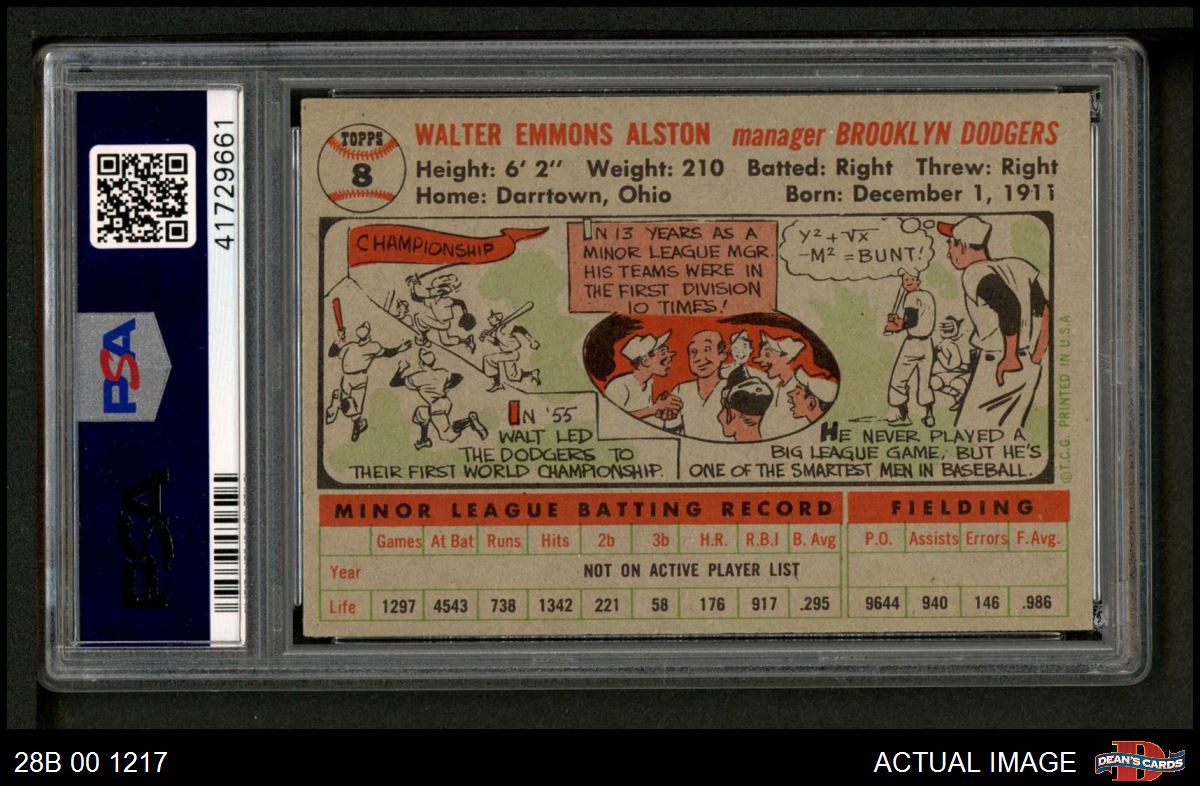 41729661
PSA
PSA
TOPPS
8
WALTER EMMONS ALSTON manager BROOKLYN DODGERS
Height: 6' 2" Weight: 210 Batted: Right Threw: Right
Home: Darrtown, Ohio Born: December 1, 1911
CHAMPIONSHIP
IN '55
WALT LED
THE DODGERS TO
THEIR FIRST WORLD CHAMPIONSHIP.
IN 13 YEARS AS A
MINOR LEAGUE MGR.
HIS TEAMS WERE IN
THE FIRST DIVISION
10 TIMES!
Y² + √X
-M² = BUNT!
HE NEVER PLAYED A
BIG LEAGUE GAME, BUT HE'S
ONE OF THE SMARTEST MEN IN BASEBALL.
©T.C.G. PRINTED IN U.S.A.
MINOR LEAGUE BATTING RECORD FIELDING
Games At Bat Runs Hits 2b 3b H.R. R.B.I B. Avg P.O. Assists Errors F. Avg.
Year NOT ON ACTIVE PLAYER LIST
Life 1297 4543 738 1342 221 58 176 917 .295 9644 940 146 .986
28B 00 1217
ACTUAL IMAGE
D
DEAN'S CARDS